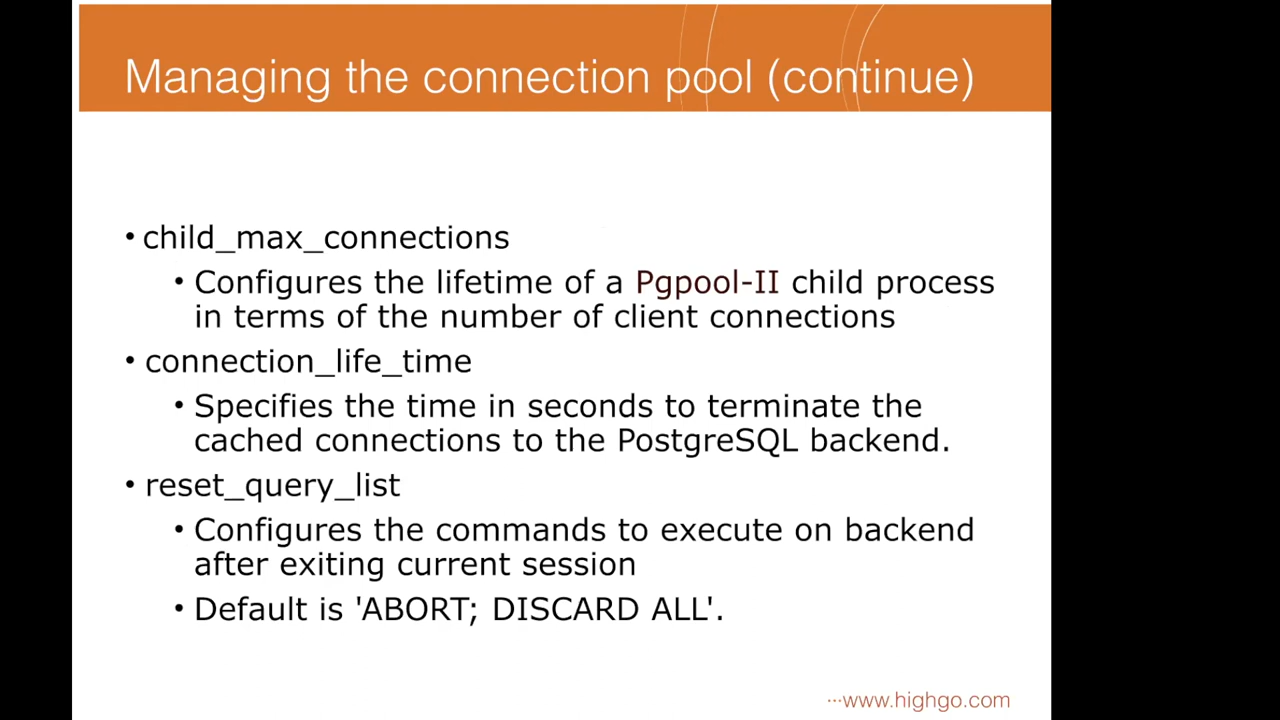 Managing the connection pool (continue)
• child_max_connections
• Configures the lifetime of a Pgpool-II child process
in terms of the number of client connections
• connection_life_time
• Specifies the time in seconds to terminate the
cached connections to the PostgreSQL backend.
• reset_query_list
• Configures the commands to execute on backend
after exiting current session
• Default is 'ABORT; DISCARD ALL'.
···www.highgo.com